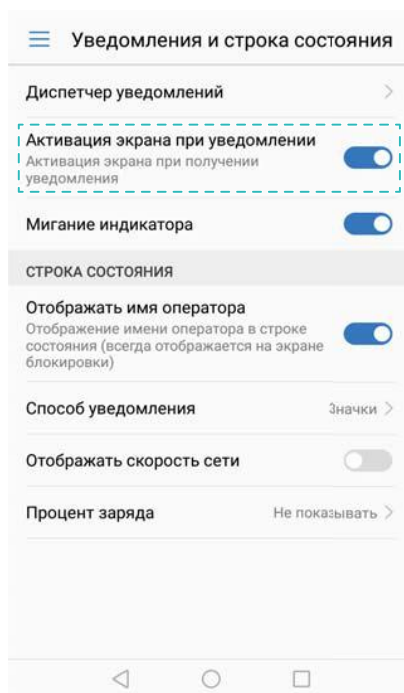 Уведомления и строка состояния
Диспетчер уведомлений
Активация экрана при уведомлении
Активация экрана при получении
уведомления
Мигание индикатора
СТРОКА СОСТОЯНИЯ
Отображать имя оператора
Отображение имени оператора в строке
состояния (всегда отображается на экране
блокировки)
Способ уведомления Значки
Отображать скорость сети
Процент заряда Не показывать